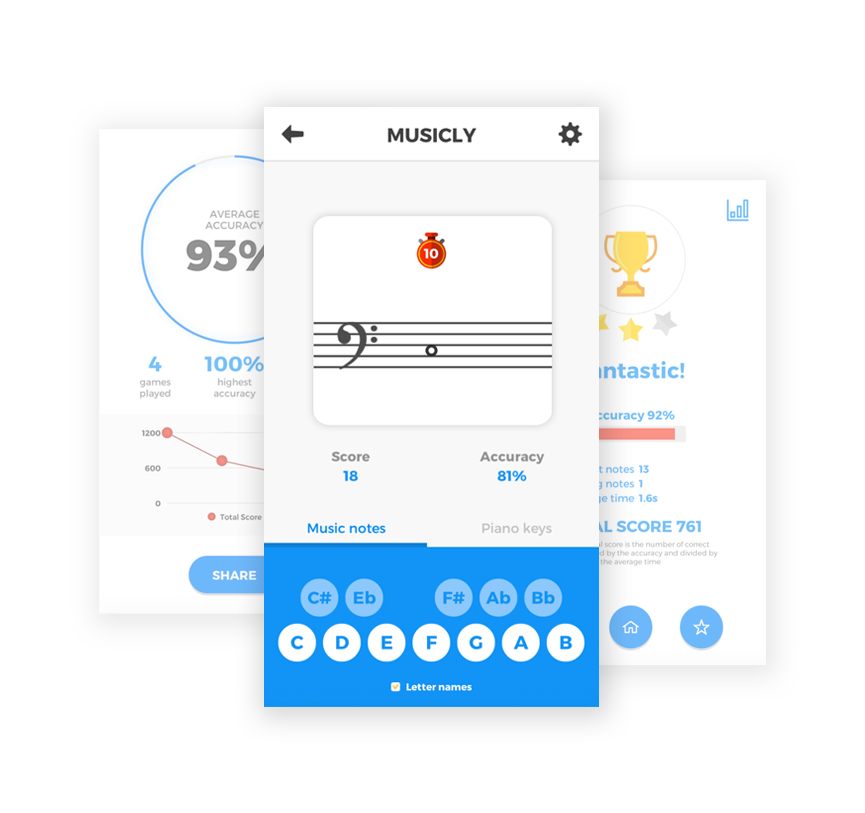 MUSICLY
10
Score
18
Accuracy
81%
Music notes
Piano keys
C#
Eb
F#
Ab
Bb
C
D
E
F
G
A
B
Letter names
AVERAGE
ACCURACY
93%
4
games
played
100%
highest
accuracy
1200
600
0
Total Score
SHARE
ntastic!
ccuracy 92%
t notes 13
g notes 1
ge time 1.6s
AL SCORE 761
al score is the number of correct
ed by the accuracy and divided by
the average time